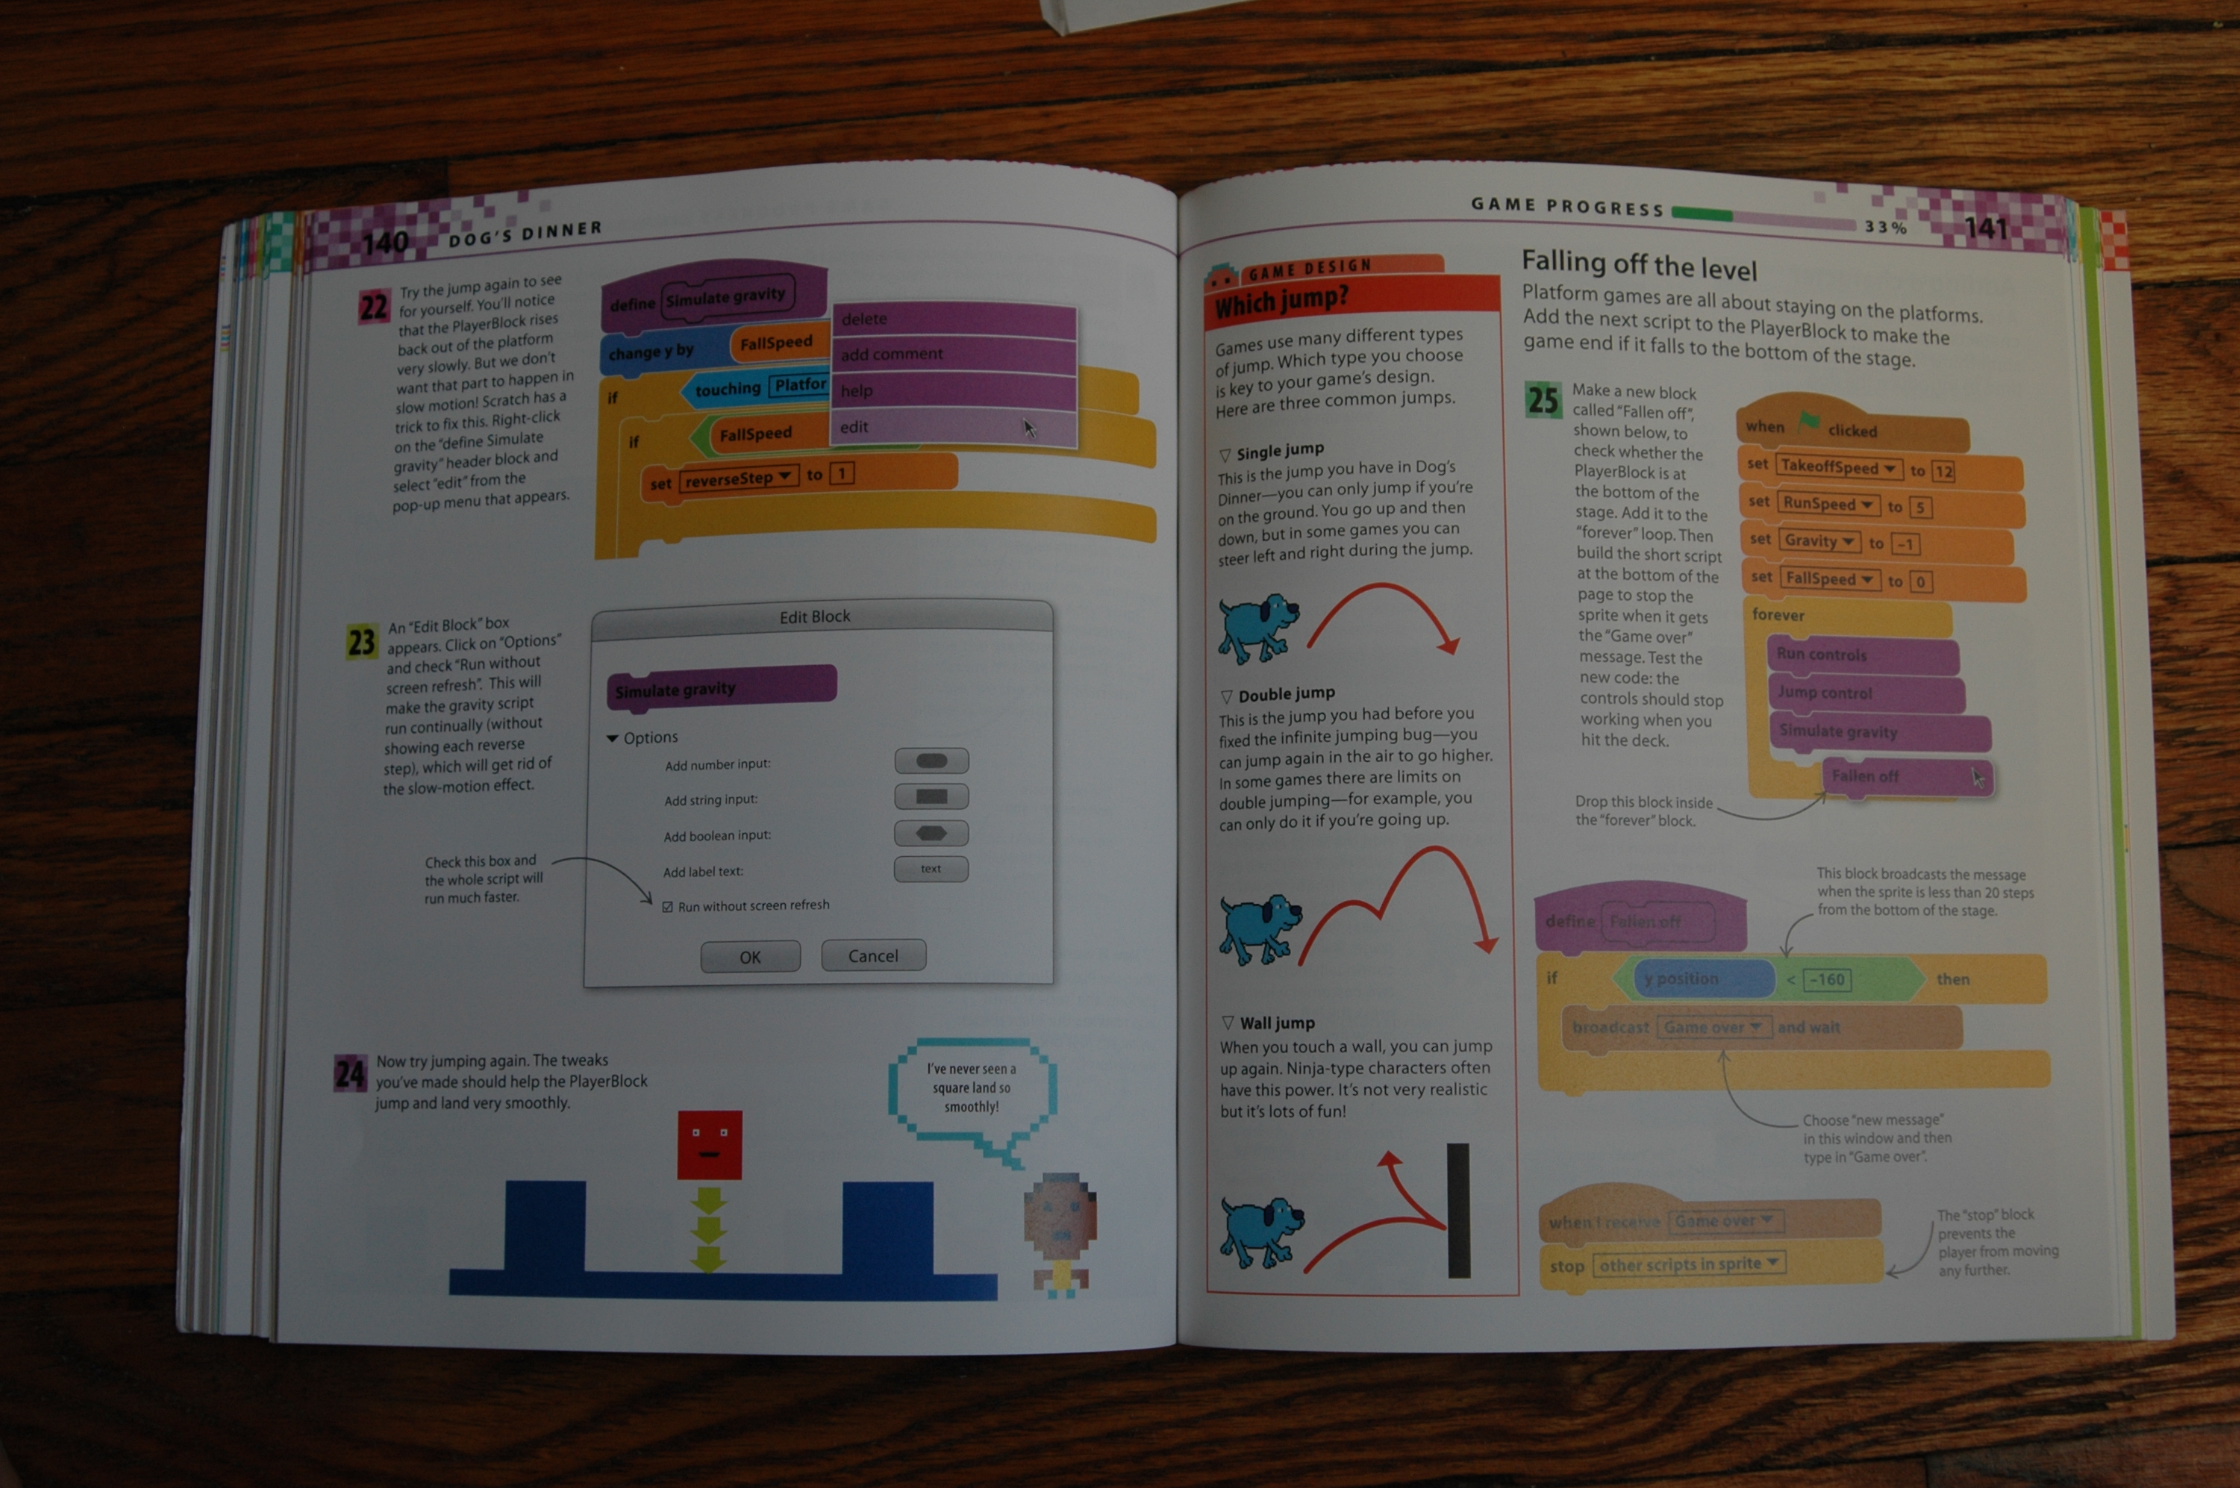 140 DOG'S DINNER
22
Try the jump again to see
for yourself. You'll notice
that the PlayerBlock rises
back out of the platform
very slowly. But we don't
want that part to happen in
slow motion! Scratch has a
trick to fix this. Right-click
on the "define Simulate
gravity" header block and
select "edit" from the
pop-up menu that appears.
define Simulate gravity
change y by FallSpeed
if touching Platfor
if FallSpeed
set reverseStep to 1
delete
add comment
help
edit
23
An "Edit Block" box
appears. Click on "Options"
and check "Run without
screen refresh". This will
make the gravity script
run continually (without
showing each reverse
step), which will get rid of
the slow-motion effect.
Check this box and
the whole script will
run much faster.
Edit Block
Simulate gravity
Options
Add number input:
Add string input:
Add boolean input:
Add label text: text
Run without screen refresh
OK Cancel
24
Now try jumping again. The tweaks
you've made should help the PlayerBlock
jump and land very smoothly.
I've never seen a
square land so
smoothly!
GAME PROGRESS 33% 141
GAME DESIGN
Which jump?
Games use many different types
of jump. Which type you choose
is key to your game's design.
Here are three common jumps.
▽ Single jump
This is the jump you have in Dog's
Dinner—you can only jump if you're
on the ground. You go up and then
down, but in some games you can
steer left and right during the jump.
▽ Double jump
This is the jump you had before you
fixed the infinite jumping bug—you
can jump again in the air to go higher.
In some games there are limits on
double jumping—for example, you
can only do it if you're going up.
▽ Wall jump
When you touch a wall, you can jump
up again. Ninja-type characters often
have this power. It's not very realistic
but it's lots of fun!
Falling off the level
Platform games are all about staying on the platforms.
Add the next script to the PlayerBlock to make the
game end if it falls to the bottom of the stage.
25
Make a new block
called "Fallen off",
shown below, to
check whether the
PlayerBlock is at
the bottom of the
stage. Add it to the
"forever" loop. Then
build the short script
at the bottom of the
page to stop the
sprite when it gets
the "Game over"
message. Test the
new code: the
controls should stop
working when you
hit the deck.
when clicked
set TakeoffSpeed to 12
set RunSpeed to 5
set Gravity to -1
set FallSpeed to 0
forever
Run controls
Jump control
Simulate gravity
Fallen off
Drop this block inside
the "forever" block.
This block broadcasts the message
when the sprite is less than 20 steps
from the bottom of the stage.
define Fallen off
if y position < -160 then
broadcast Game over and wait
Choose "new message"
in this window and then
type in "Game over".
when I receive Game over
stop other scripts in sprite
The "stop" block
prevents the
player from moving
any further.